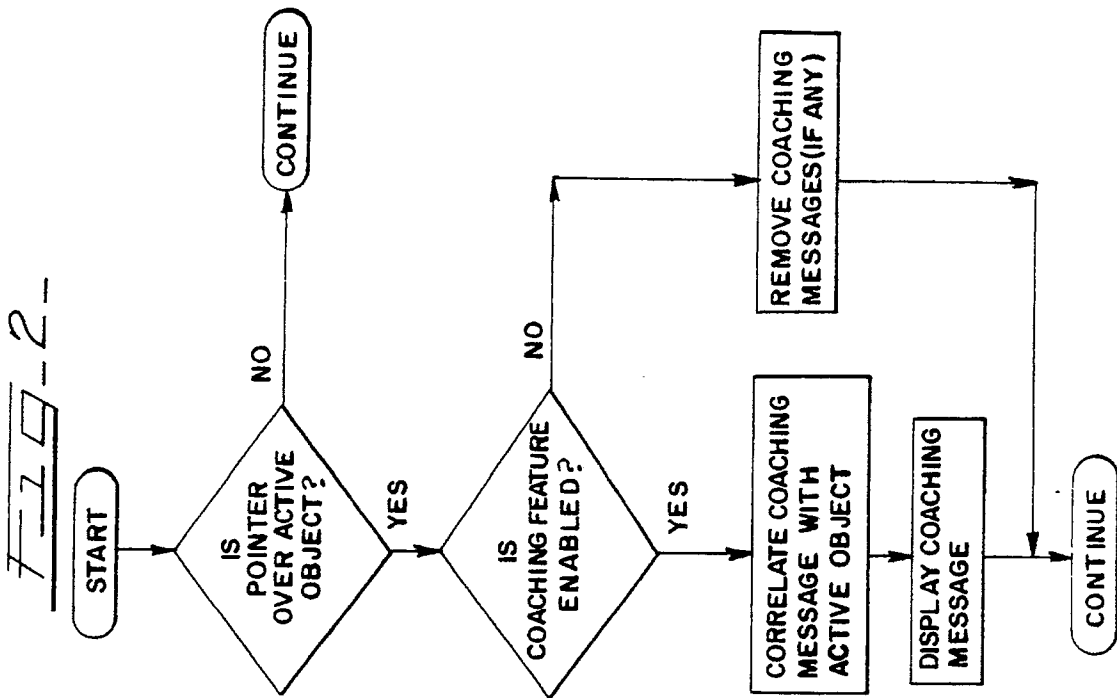 FIG-2-
START
IS
POINTER
OVER ACTIVE
OBJECT?
NO
CONTINUE
YES
IS
COACHING FEATURE
ENABLED?
NO
REMOVE COACHING
MESSAGES(IF ANY)
YES
CORRELATE COACHING
MESSAGE WITH
ACTIVE OBJECT
DISPLAY COACHING
MESSAGE
CONTINUE